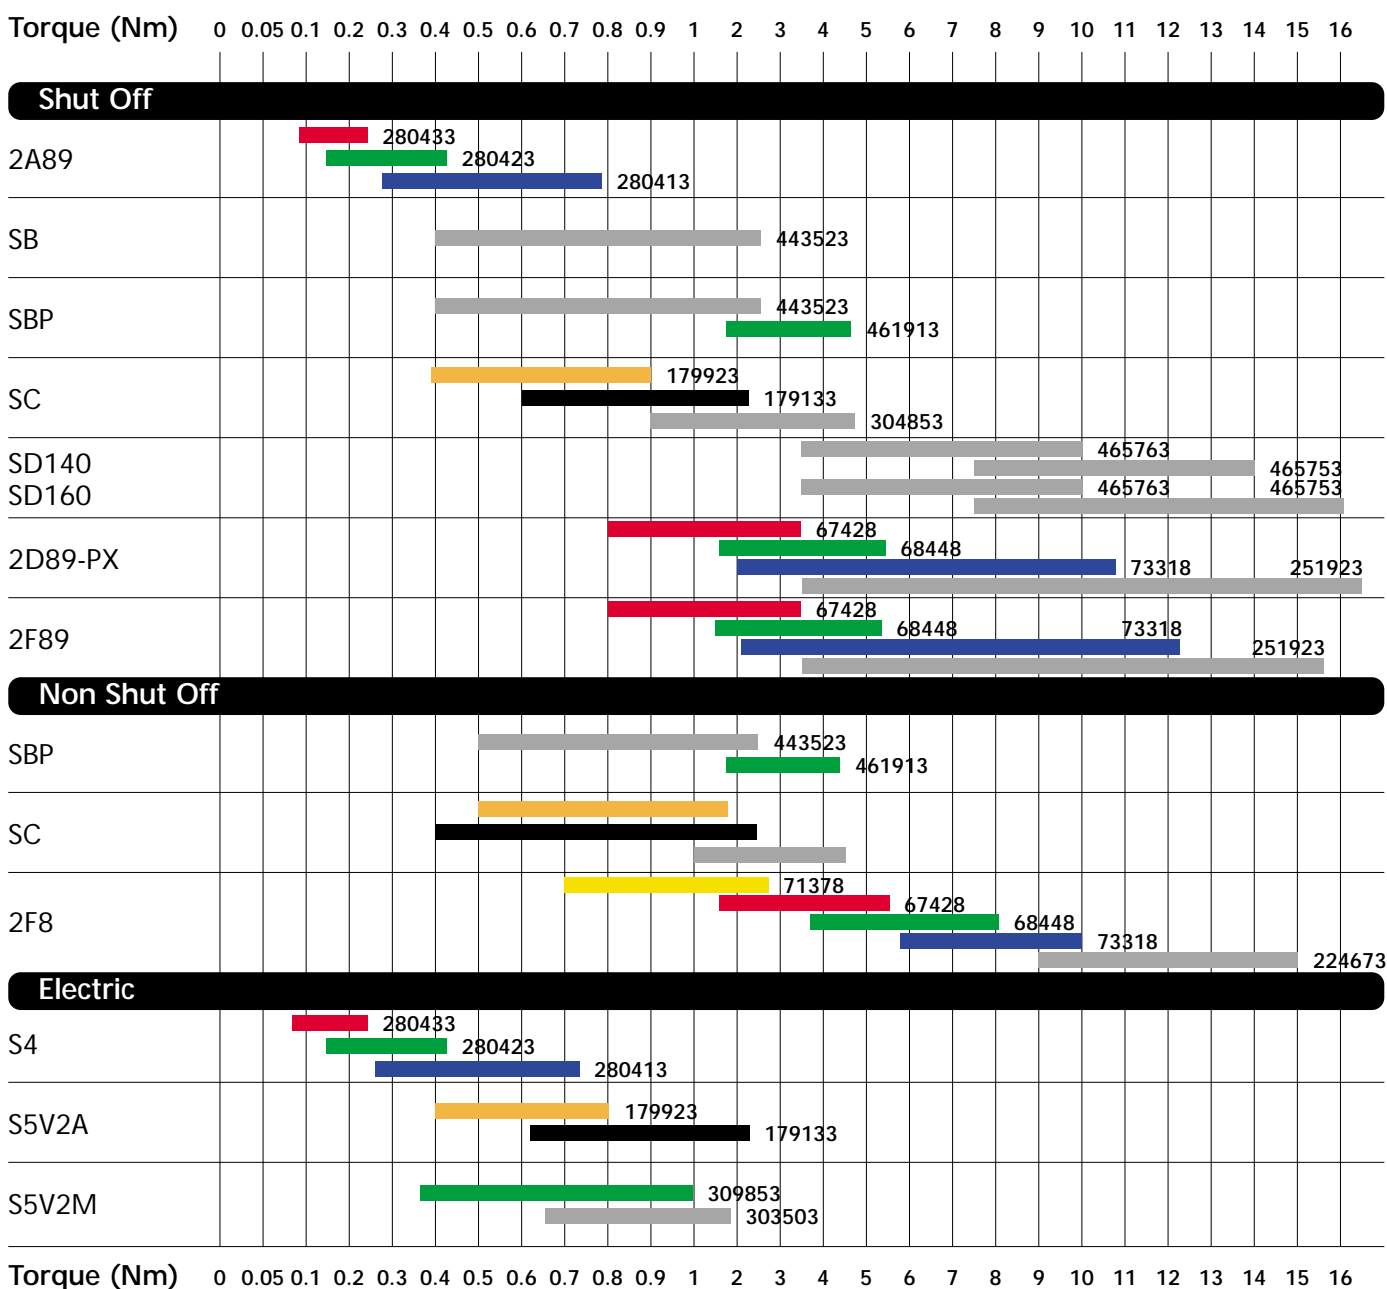 Torque (Nm) 0 0.05 0.1 0.2 0.3 0.4 0.5 0.6 0.7 0.8 0.9 1 2 3 4 5 6 7 8 9 10 11 12 13 14 15 16
Shut Off
280433
2A89
280423
280413
SB 443523
443523
SBP
461913
179923
SC 179133
304853
465763
SD140 465753
SD160 465763 465753
67428
68448
2D89-PX 73318 251923
67428
68448 73318
2F89 251923
Non Shut Off
443523
SBP
461913
SC
71378
67428
2F8 68448
73318
224673
Electric
280433
S4 280423
280413
179923
S5V2A
179133
309853
S5V2M
303503
Torque (Nm) 0 0.05 0.1 0.2 0.3 0.4 0.5 0.6 0.7 0.8 0.9 1 2 3 4 5 6 7 8 9 10 11 12 13 14 15 16